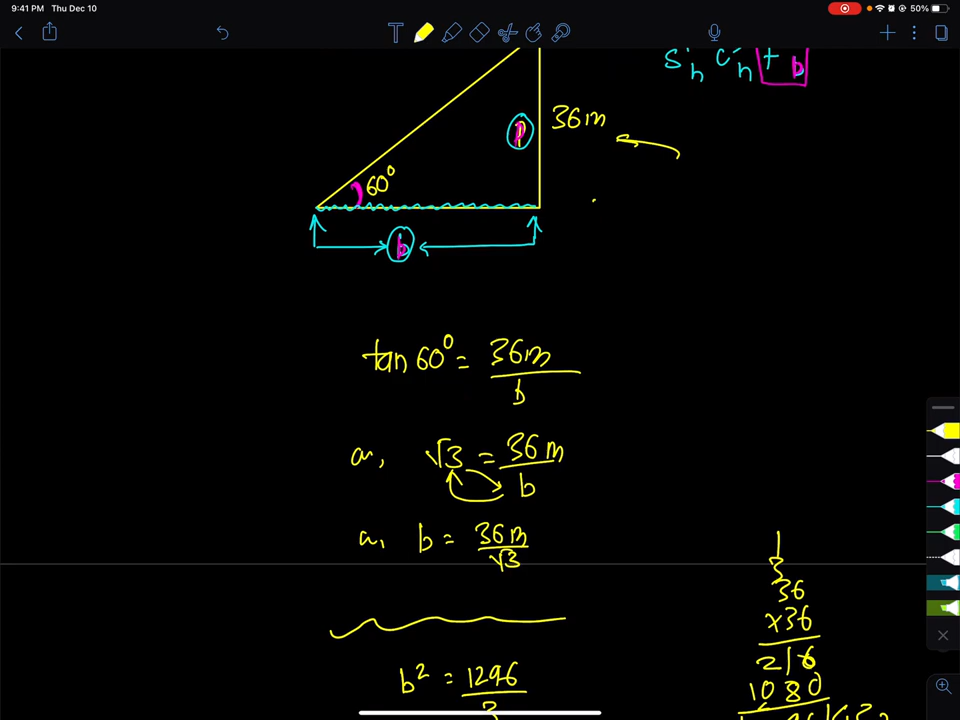 9:41 PM Thu Dec 10
50%
T
36m
p
60°
b
tan 60° = 36m / b
or, √3 = 36m / b
or, b = 36m / √3
b² = 1296
36
x36
216
1080